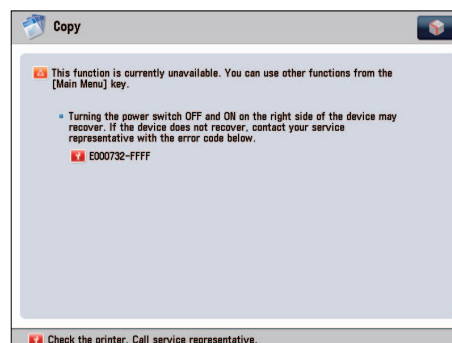 Copy
This function is currently unavailable. You can use other functions from the
[Main Menu] key.
Turning the power switch OFF and ON on the right side of the device may
recover. If the device does not recover, contact your service
representative with the error code below.
E000732-FFFF
Check the printer. Call service representative.